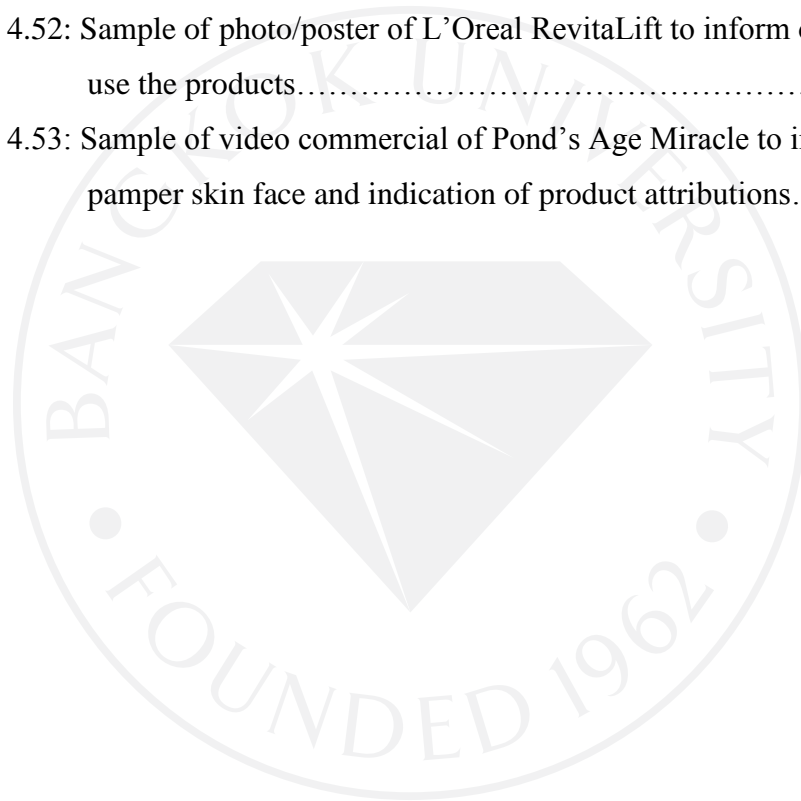 4.52: Sample of photo/poster of L’Oreal RevitaLift to inform
use the products……………………………………………
4.53: Sample of video commercial of Pond’s Age Miracle to
pamper skin face and indication of product attributions.
BANGKOK UNIVERSITY
FOUNDED 1962